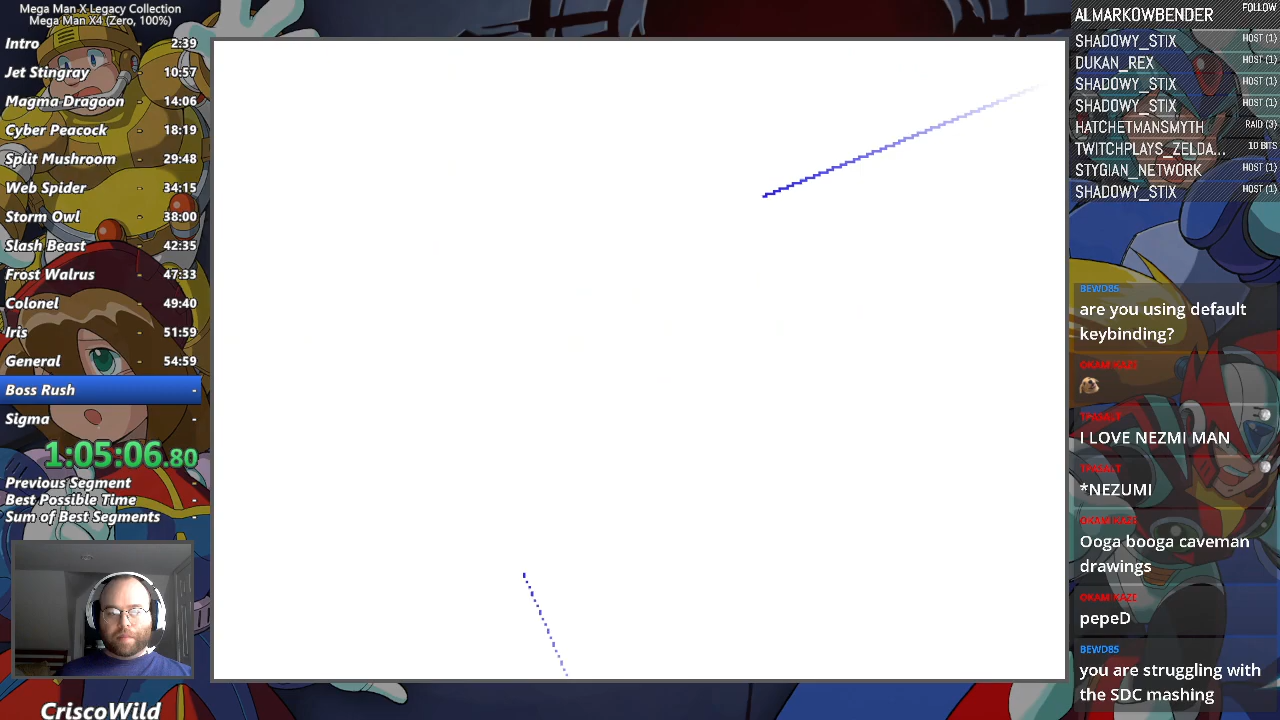 Mega Man X Legacy Collection
Mega Man X4 (Zero, 100%)
Intro - 2:39
Jet Stingray - 10:57
Magma Dragoon - 14:06
Cyber Peacock - 18:19
Split Mushroom - 29:48
Web Spider - 34:15
Storm Owl - 38:00
Slash Beast - 42:35
Frost Walrus - 47:33
Colonel - 49:40
Iris - 51:59
General - 54:59
Boss Rush -
Sigma -
1:05:06.80
Previous Segment -
Best Possible Time -
Sum of Best Segments -
CriscoWild
ALMARKOWBENDER FOLLOW
SHADOWY_STIX HOST (1)
DUKAN_REX HOST (1)
SHADOWY_STIX HOST (1)
SHADOWY_STIX HOST (1)
HATCHETMANSMYTH RAID (3)
TWITCHPLAYS_ZELDA... 10 BITS
STYGIAN_NETWORK HOST (1)
SHADOWY_STIX HOST (1)
BEWD85
are you using default
keybinding?
I LOVE NEZMI MAN
*NEZUMI
Ooga booga caveman
drawings
pepeD
BEWD85
you are struggling with
the SDC mashing